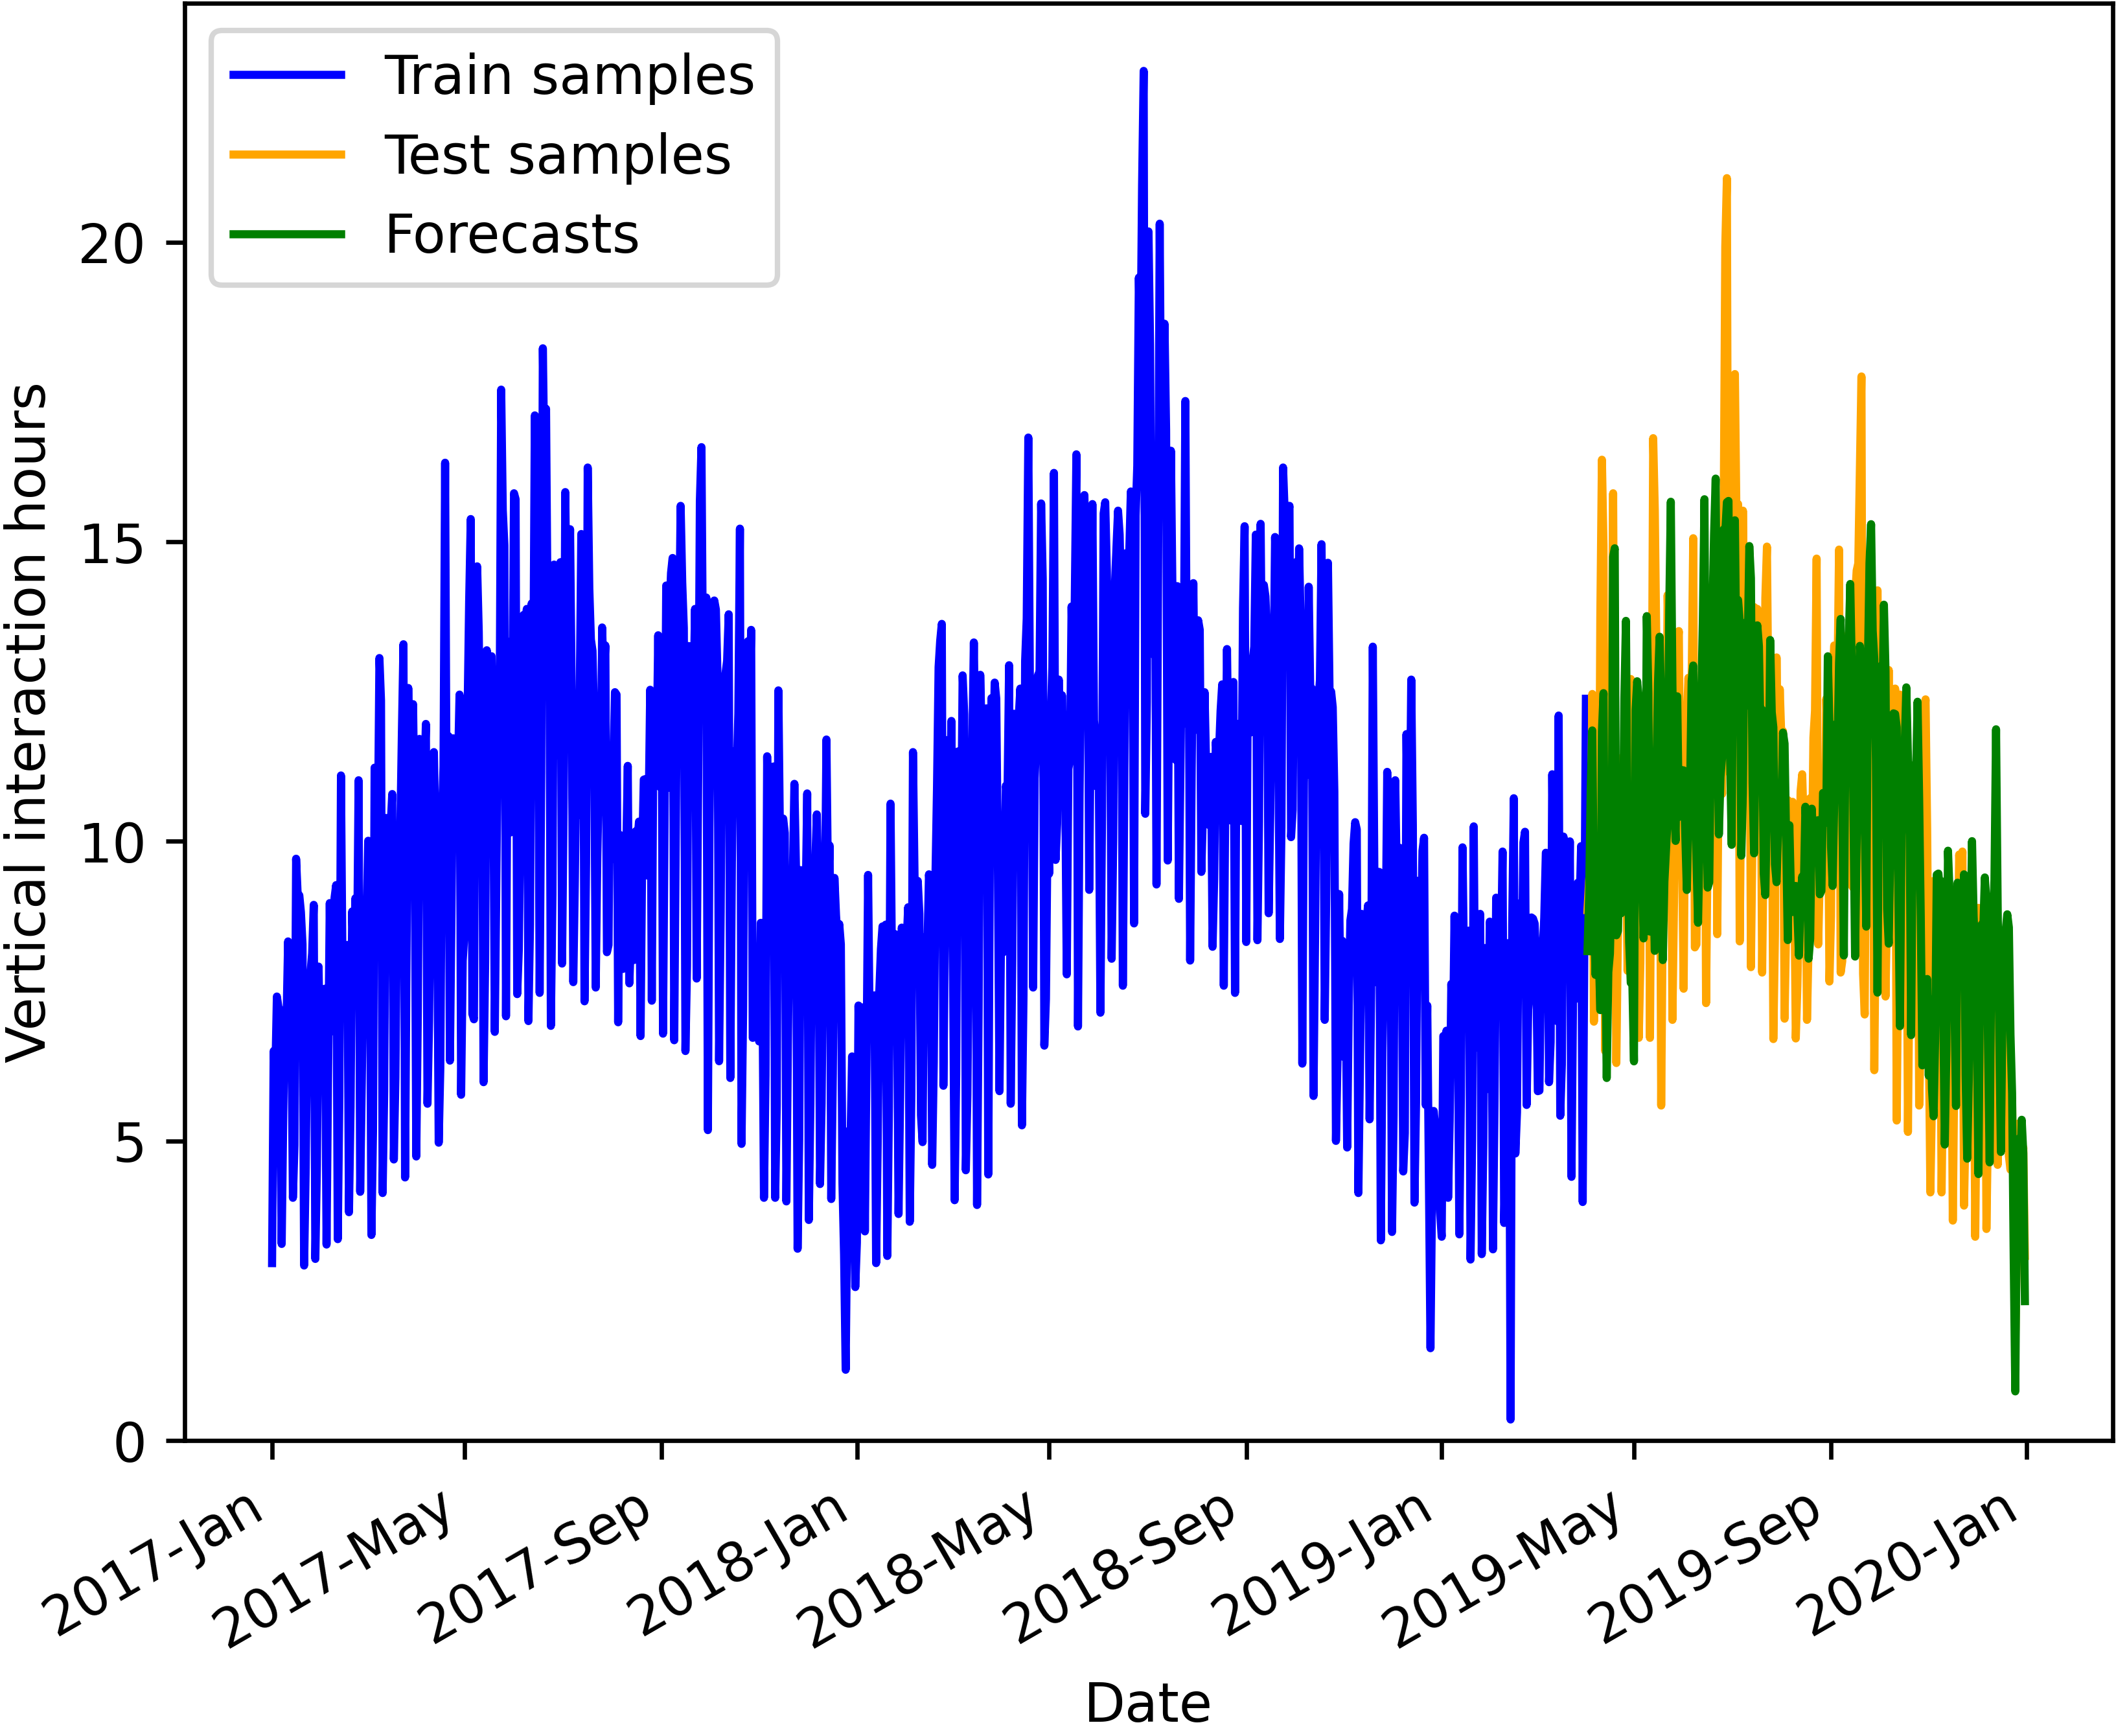 Train samples
Test samples
Forecasts
Vertical interaction hours
20
15
10
5
0
2017-Jan
2017-May
2017-Sep
2018-Jan
2018-May
2018-Sep
2019-Jan
2019-May
2019-Sep
2020-Jan
Date